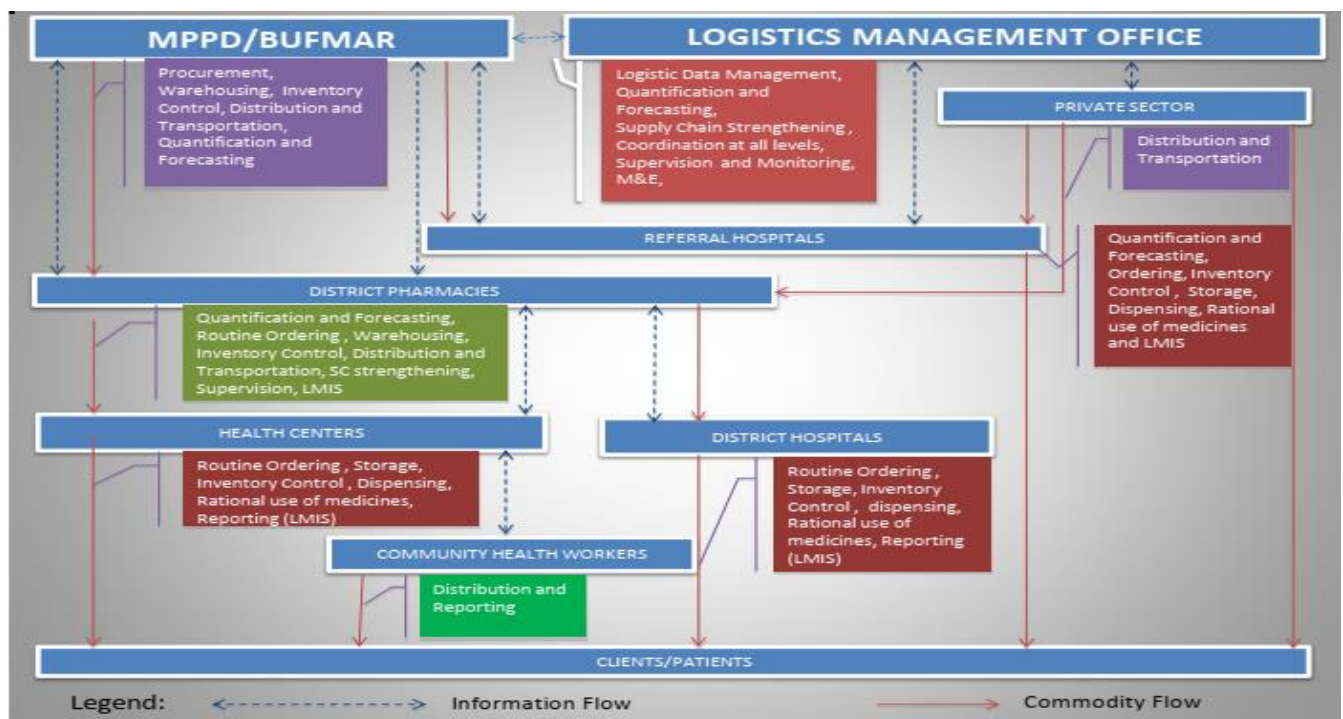 MPPD/BUFMAR
LOGISTICS MANAGEMENT OFFICE
Procurement,
Warehousing, Inventory
Control, Distribution and
Transportation,
Quantification and
Forecasting
Logistic Data Management,
Quantification and
Forecasting,
Supply Chain Strengthening ,
Coordination at all levels,
Supervision and Monitoring,
M&E,
PRIVATE SECTOR
Distribution and
Transportation
REFERRAL HOSPITALS
Quantification and
Forecasting,
Ordering, Inventory
Control , Storage,
Dispensing, Rational
use of medicines
and LMIS
DISTRICT PHARMACIES
Quantification and Forecasting,
Routine Ordering , Warehousing,
Inventory Control, Distribution and
Transportation, SC strengthening,
Supervision, LMIS
HEALTH CENTERS
DISTRICT HOSPITALS
Routine Ordering , Storage,
Inventory Control , Dispensing,
Rational use of medicines,
Reporting (LMIS)
Routine Ordering ,
Storage, Inventory
Control , dispensing,
Rational use of
medicines, Reporting
(LMIS)
COMMUNITY HEALTH WORKERS
Distribution and
Reporting
CLIENTS/PATIENTS
Legend: Information Flow Commodity Flow